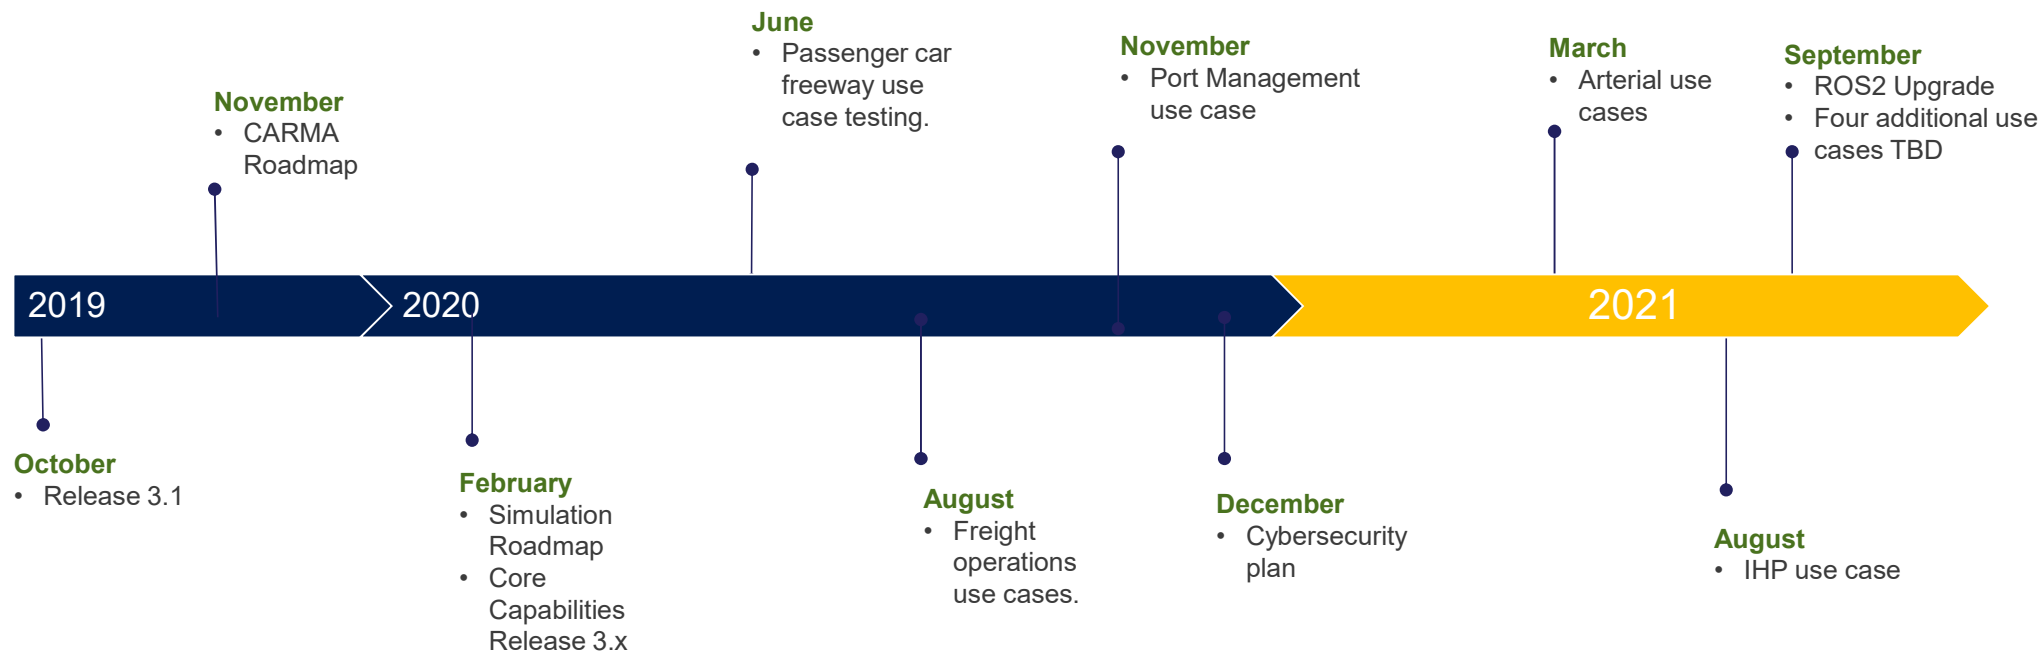 June
• Passenger car
freeway use
case testing.
November
• Port Management
use case
March
• Arterial use
cases
September
• ROS2 Upgrade
• Four additional use
cases TBD
November
• CARMA
Roadmap
2019
2020
2021
October
• Release 3.1
February
• Simulation
Roadmap
• Core
Capabilities
Release 3.x
August
• Freight
operations
use cases.
December
• Cybersecurity
plan
August
• IHP use case